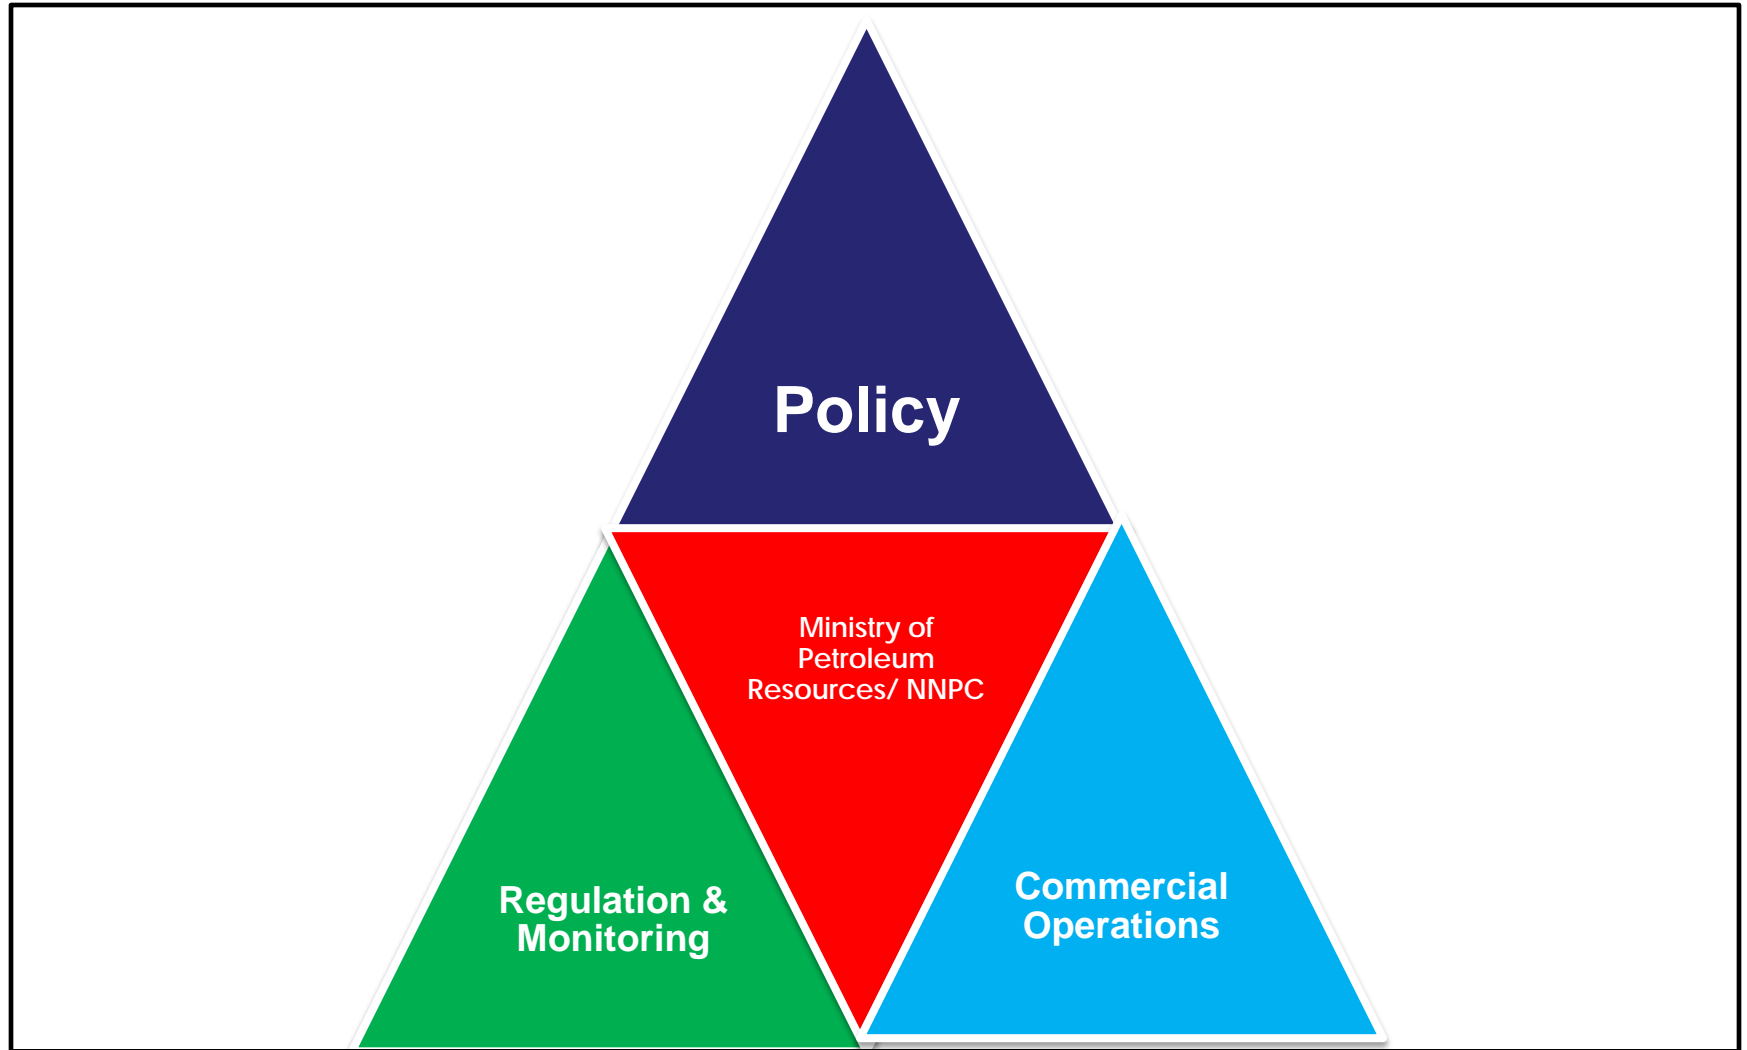 Policy
Ministry of
Petroleum
Resources/ NNPC
Regulation &
Monitoring
Commercial
Operations